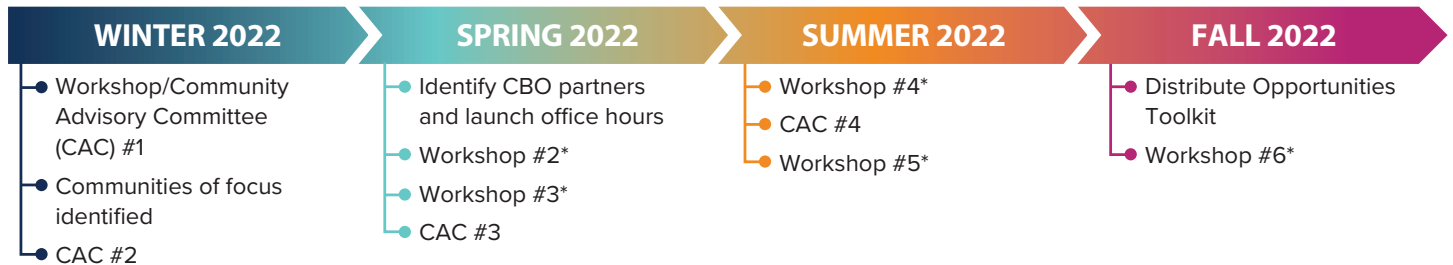 WINTER 2022
Workshop/Community
Advisory Committee
(CAC) #1
Communities of focus
identified
CAC #2
SPRING 2022
Identify CBO partners
and launch office hours
Workshop #2*
Workshop #3*
CAC #3
SUMMER 2022
Workshop #4*
CAC #4
Workshop #5*
FALL 2022
Distribute Opportunities
Toolkit
Workshop #6*